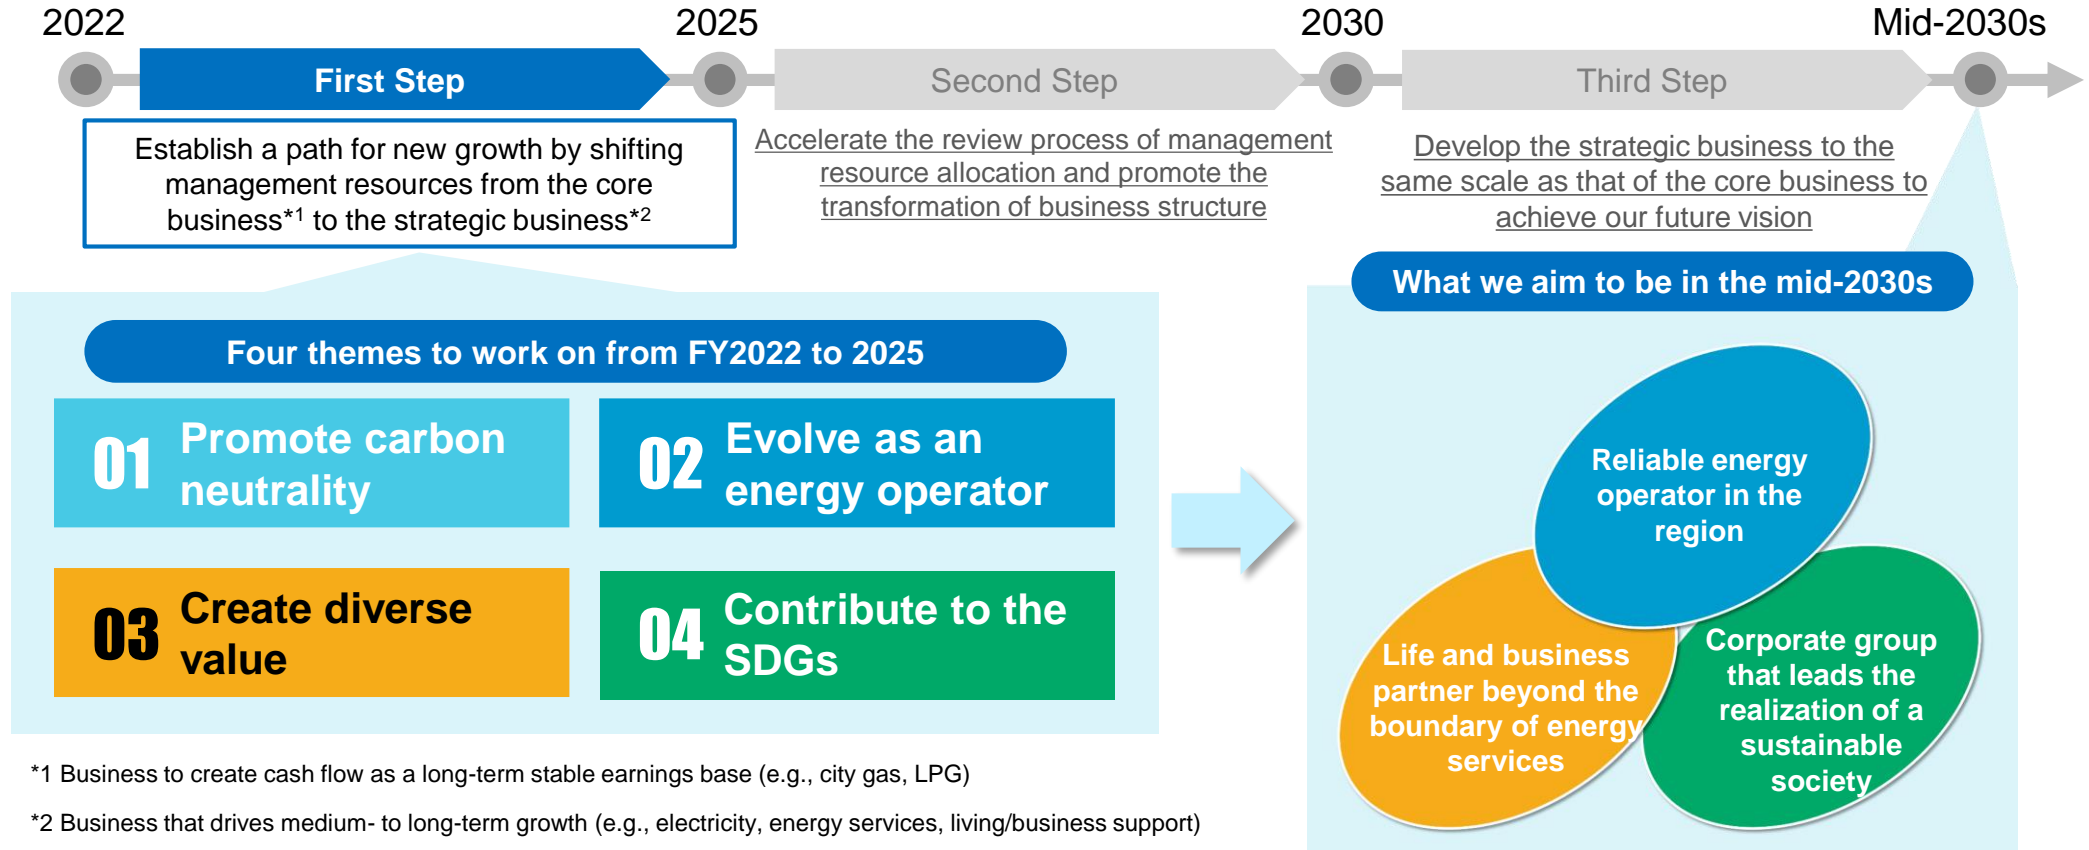 2022
2025
2030
Mid-2030s
First Step
Second Step
Third Step
Establish a path for new growth by shifting
management resources from the core
business*1 to the strategic business*2
Accelerate the review process of management
resource allocation and promote the
transformation of business structure
Develop the strategic business to the
same scale as that of the core business to
achieve our future vision
Four themes to work on from FY2022 to 2025
01
Promote carbon
neutrality
02
Evolve as an
energy operator
03
Create diverse
value
04
Contribute to the
SDGs
What we aim to be in the mid-2030s
Reliable energy
operator in the
region
Life and business
partner beyond the
boundary of energy
services
Corporate group
that leads the
realization of a
sustainable
society
*1 Business to create cash flow as a long-term stable earnings base (e.g., city gas, LPG)
*2 Business that drives medium- to long-term growth (e.g., electricity, energy services, living/business support)